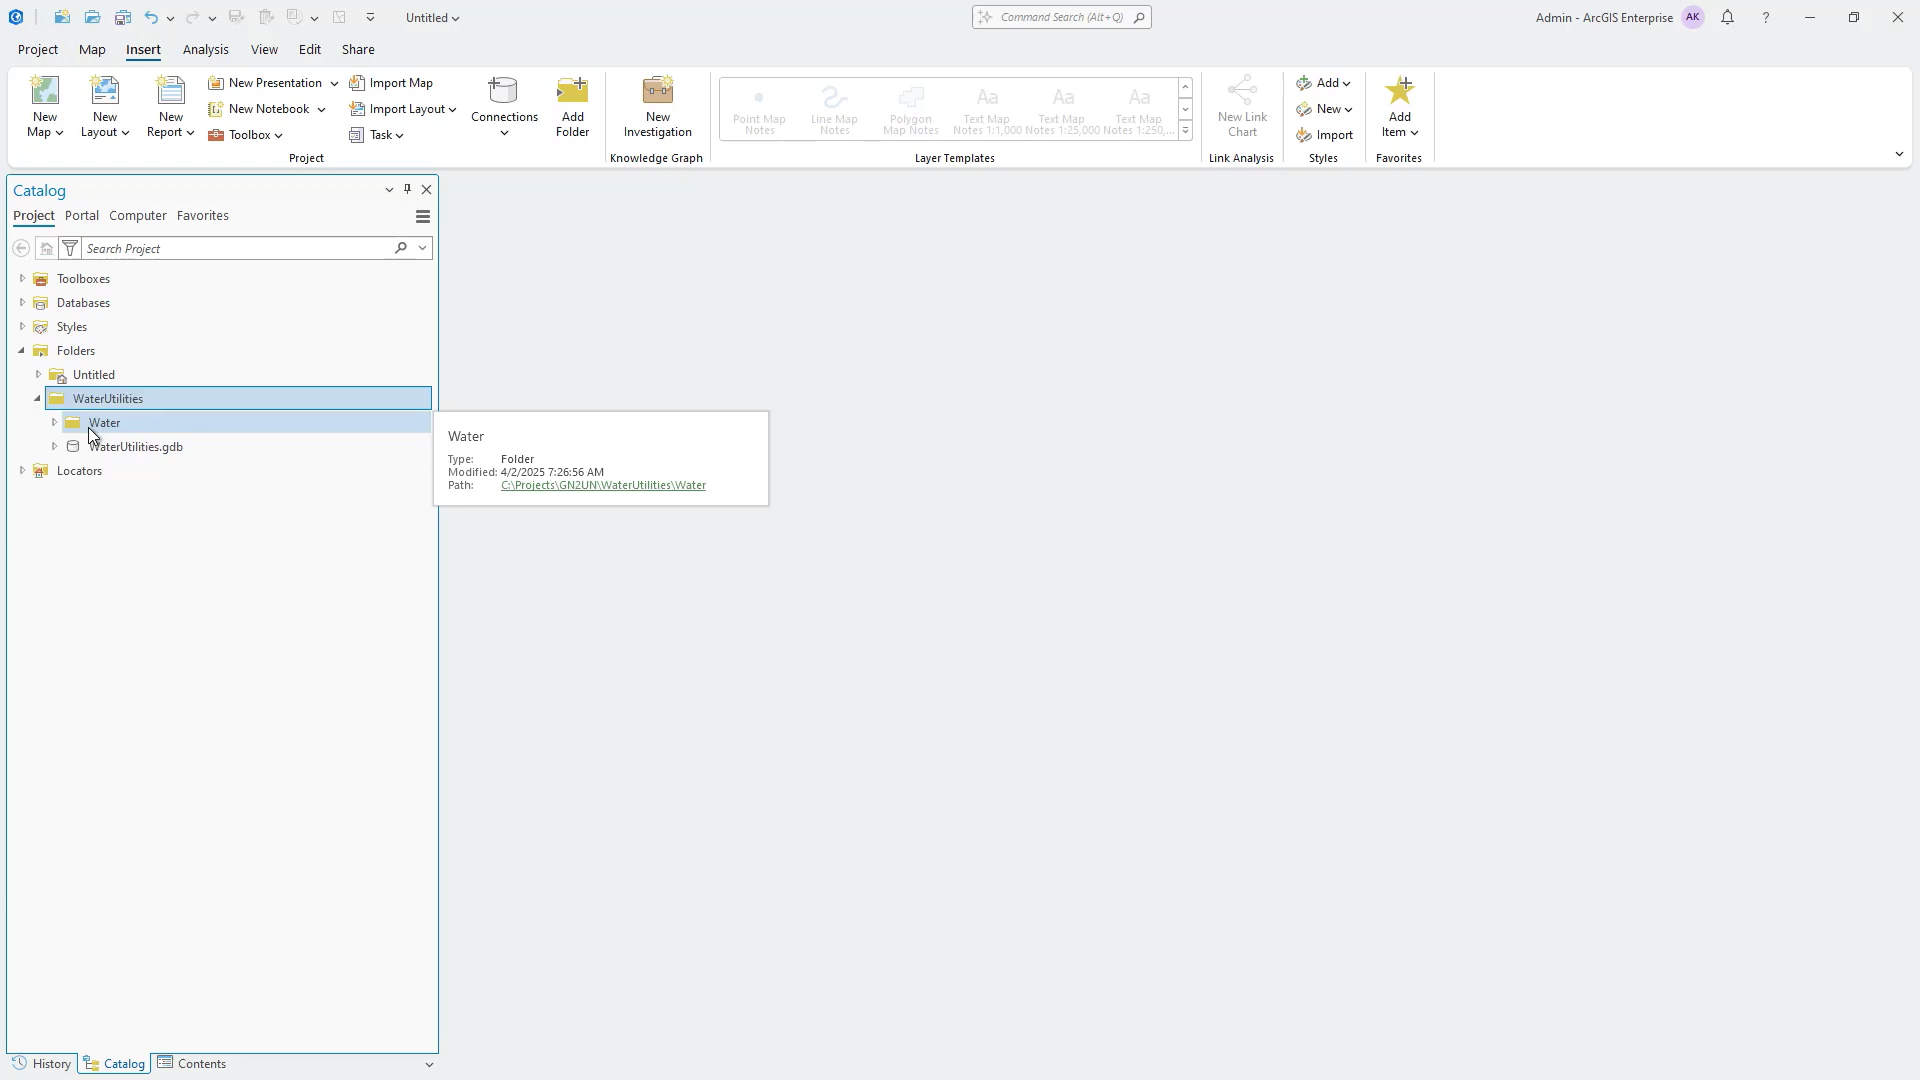 Untitled
Command Search (Alt+Q)
Admin - ArcGIS Enterprise
AK
?
Project
Map
Insert
Analysis
View
Edit
Share
New
Map
New
Layout
New
Report
New Presentation
New Notebook
Toolbox
Import Map
Import Layout
Task
Connections
Add
Folder
Project
New
Investigation
Knowledge Graph
Point Map
Notes
Line Map
Notes
Polygon
Map Notes
Aa
Text Map
Notes 1:1,000
Aa
Text Map
Notes 1:25,000
Aa
Text Map
Notes 1:250,...
Layer Templates
New Link
Chart
Link Analysis
Add
New
Import
Styles
Add
Item
Favorites
Catalog
Project
Portal
Computer
Favorites
Search Project
Toolboxes
Databases
Styles
Folders
Untitled
WaterUtilities
Water
WaterUtilities.gdb
Locators
Water
Type: Folder
Modified: 4/2/2025 7:26:56 AM
Path: C:\Projects\GN2UN\WaterUtilities\Water
History
Catalog
Contents